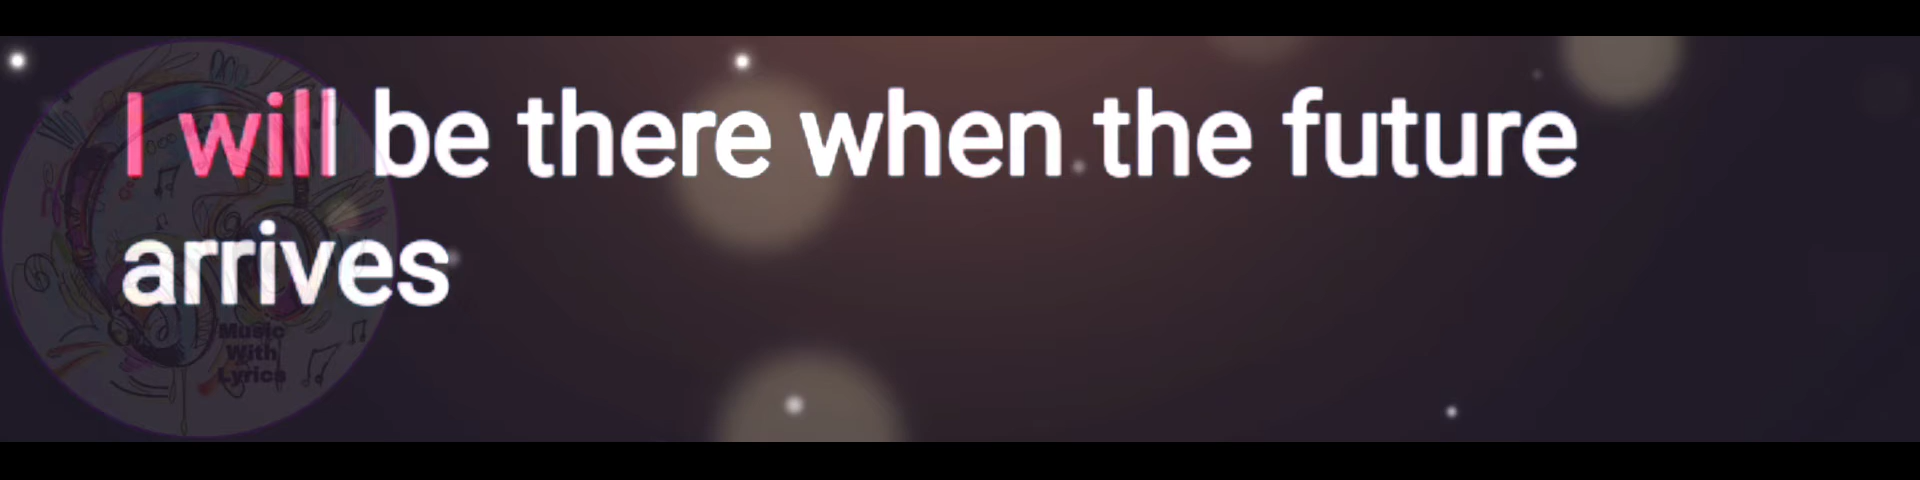 I will be there when the future
arrives
Music
With
Lyrics